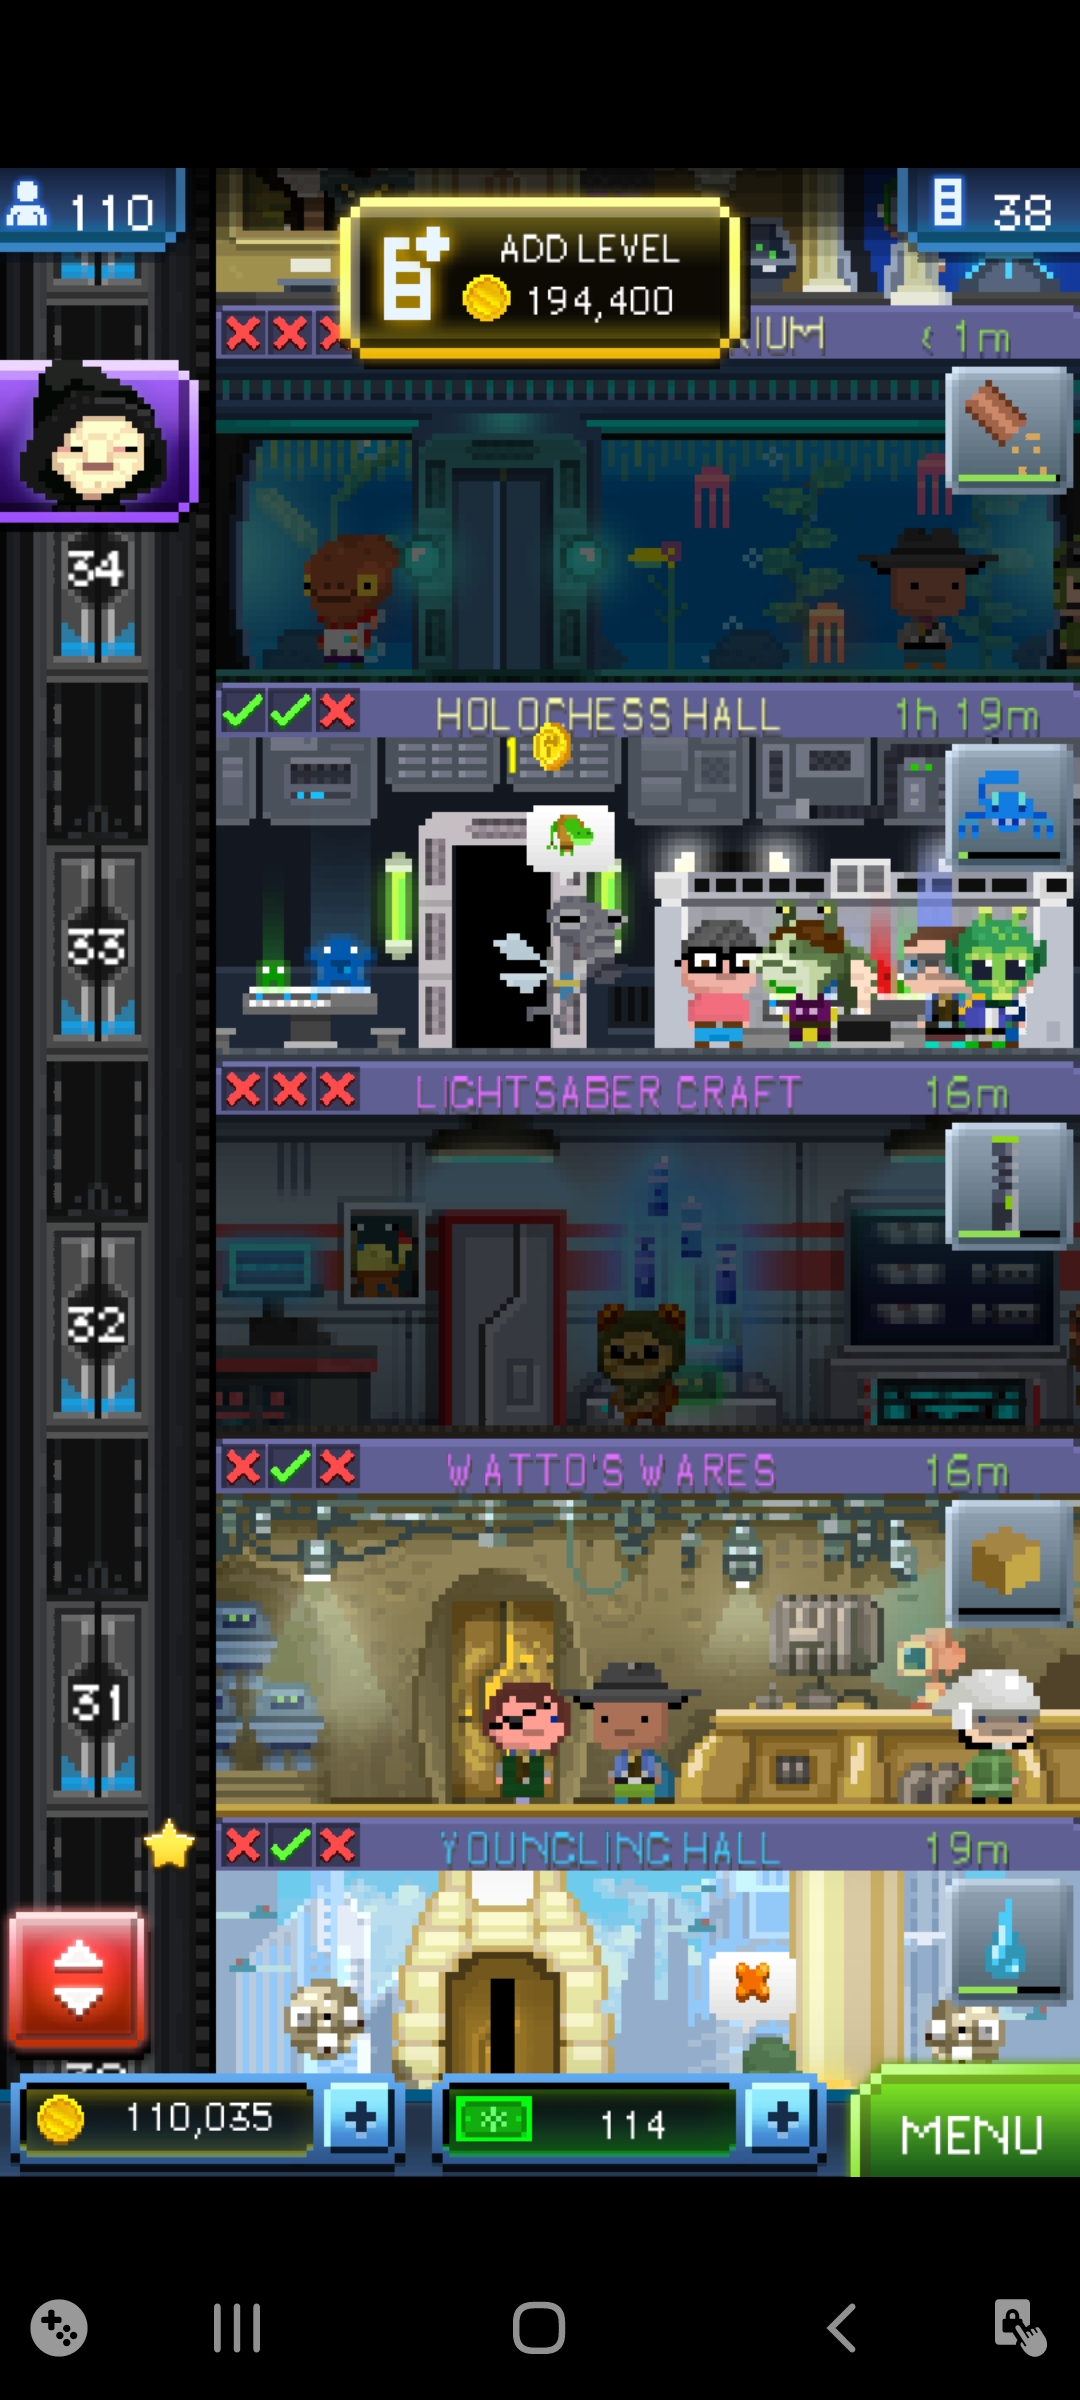 110
ADD LEVEL
194,400
38
< 1m
34
HOLOCHESS HALL
1h 19m
1
33
LIGHTSABER CRAFT
16m
32
WATTO'S WARES
16m
31
YOUNGLING HALL
19m
110,035
114
MENU